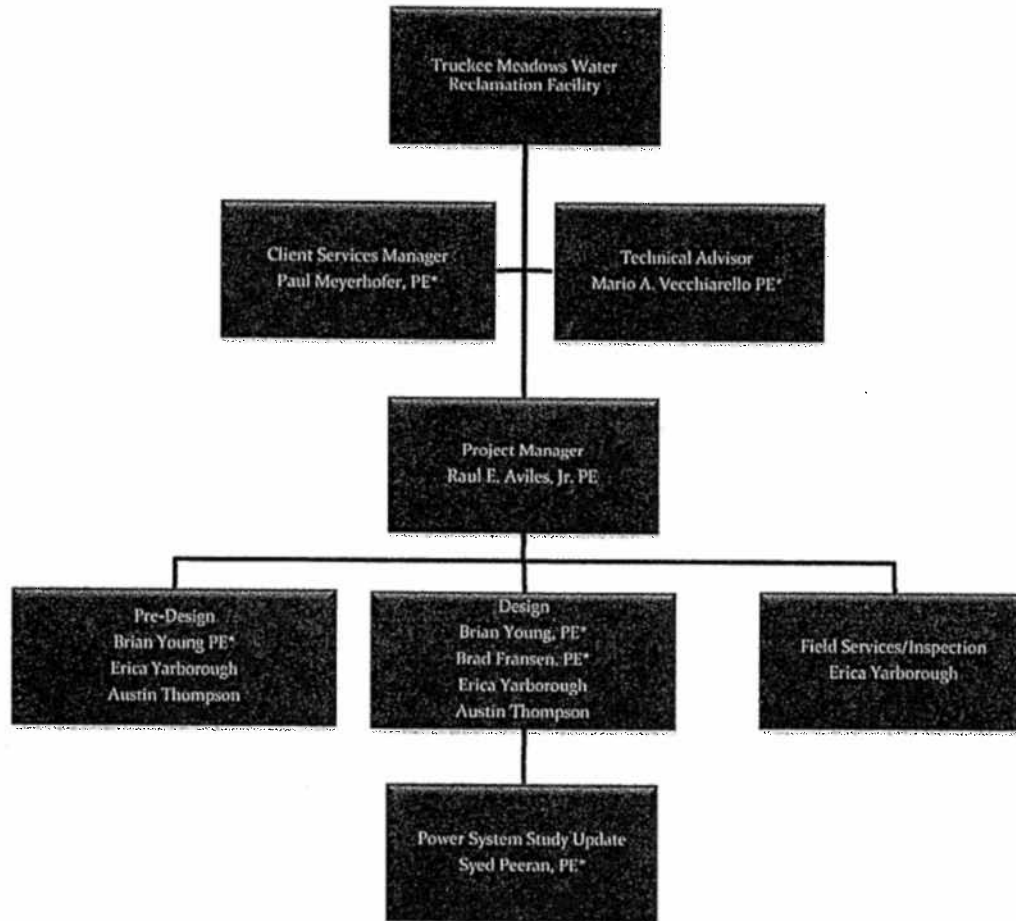 Truckee Meadows Water
Reclamation Facility
Client Services Manager
Paul Meyerhofer, PE*
Technical Advisor
Mario A. Vecchiarello PE*
Project Manager
Raul E. Aviles, Jr. PE
Pre-Design
Brian Young PE*
Erica Yarborough
Austin Thompson
Design
Brian Young, PE*
Brad Fransen, PE*
Erica Yarborough
Austin Thompson
Field Services/Inspection
Erica Yarborough
Power System Study Update
Syed Peeran, PE*